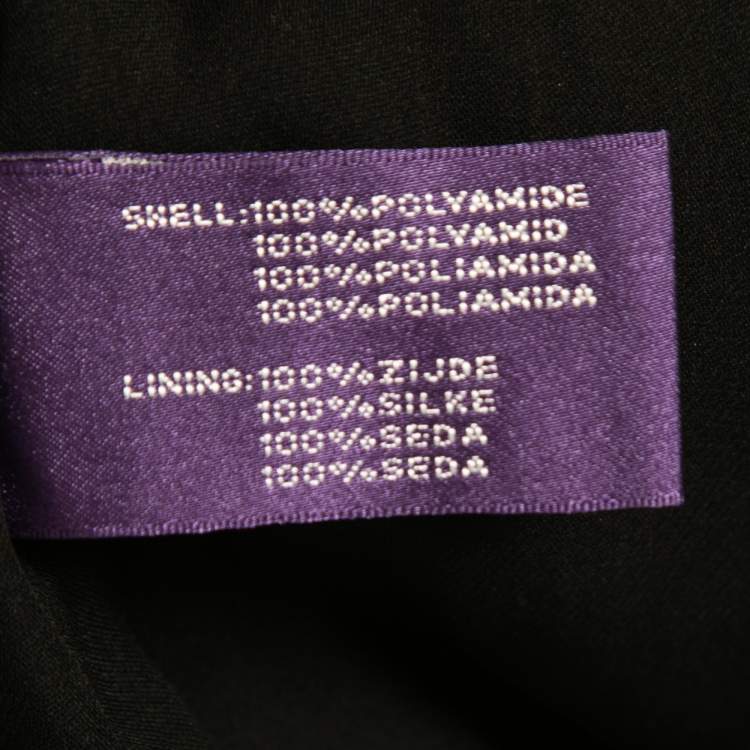 SHELL:100%POLYAMIDE
100%POLYAMID
100%POLIAMIDA
100%POLIAMIDA
LINING:100%ZIJDE
100%SILKE
100%SEDA
100%SEDA